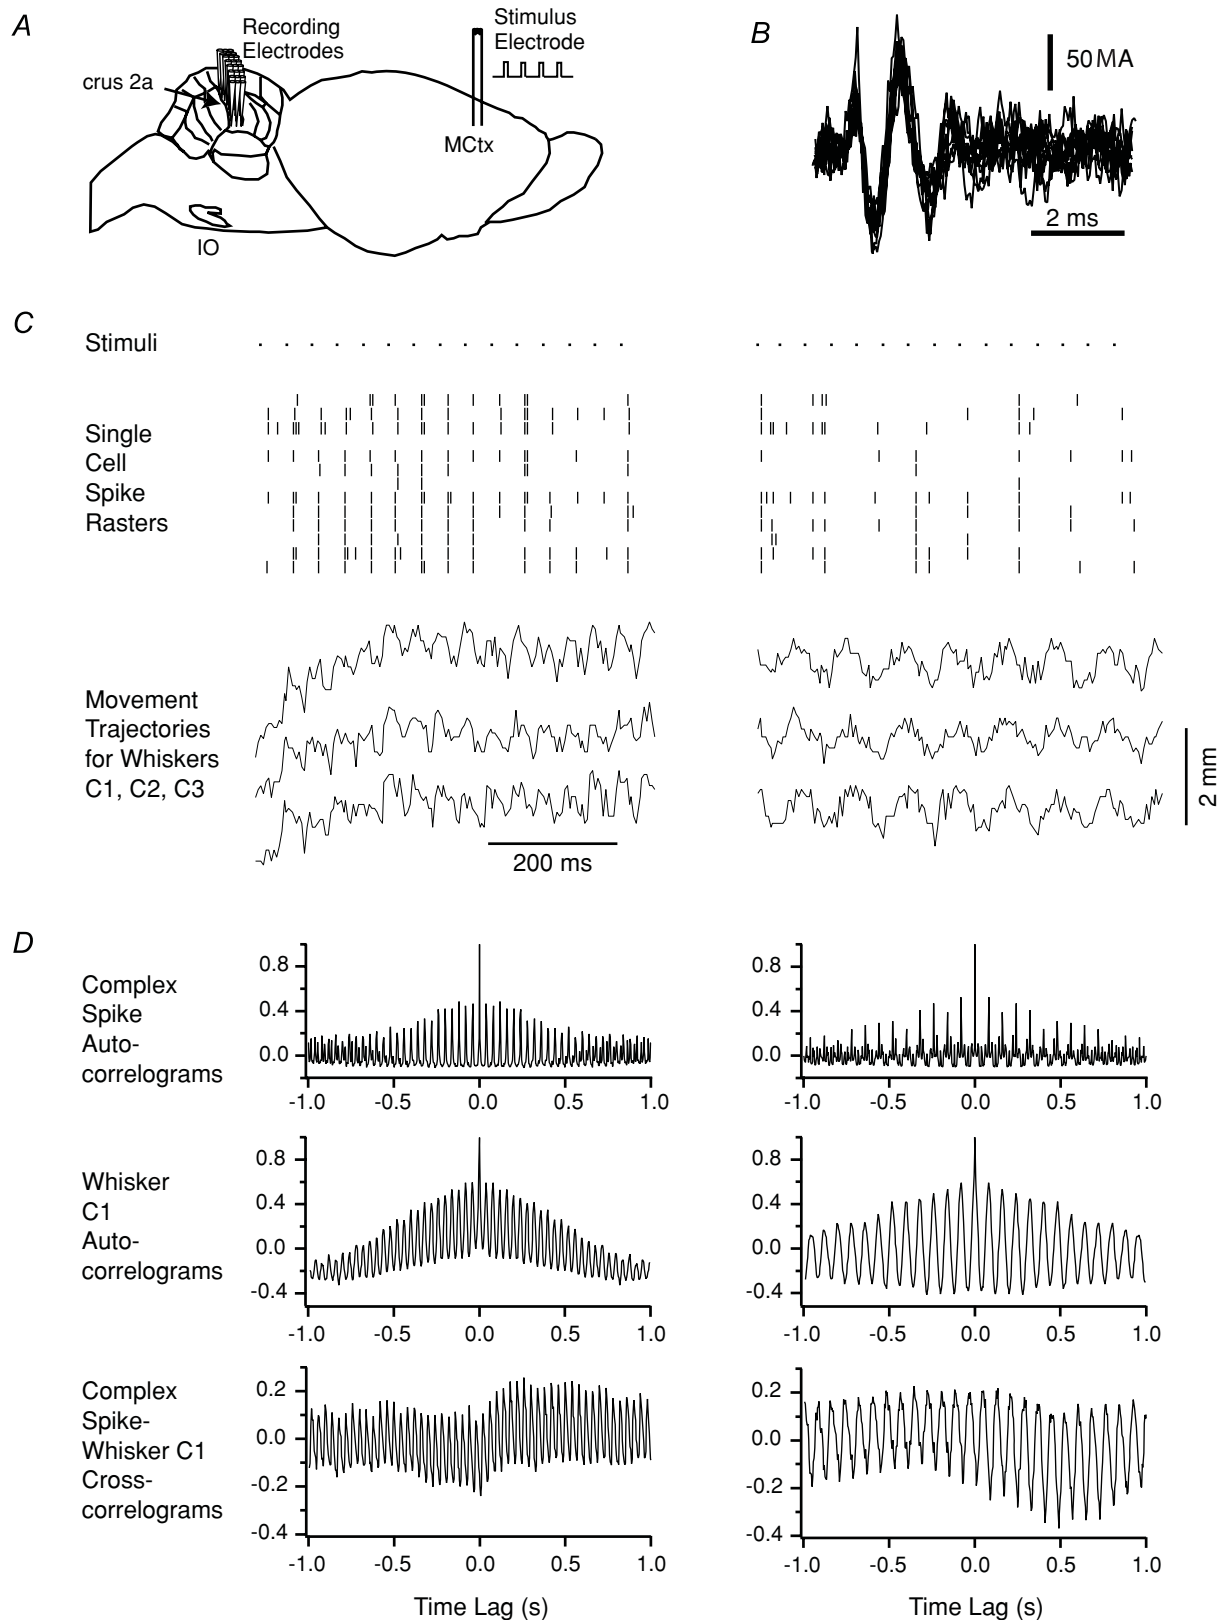 A
Recording
Electrodes
crus 2a
Stimulus
Electrode
MCtx
IO
B
50 MA
2 ms
C
Stimuli
Single
Cell
Spike
Rasters
Movement
Trajectories
for Whiskers
C1, C2, C3
200 ms
2 mm
D
Complex
Spike
Auto-
correlograms
0.8
0.4
0.0
-1.0 -0.5 0.0 0.5 1.0
0.8
0.4
0.0
-1.0 -0.5 0.0 0.5 1.0
Whisker
C1
Auto-
correlograms
0.8
0.4
0.0
-0.4
-1.0 -0.5 0.0 0.5 1.0
0.8
0.4
0.0
-0.4
-1.0 -0.5 0.0 0.5 1.0
Complex
Spike-
Whisker C1
Cross-
correlograms
0.2
0.0
-0.2
-0.4
-1.0 -0.5 0.0 0.5 1.0
Time Lag (s)
0.2
0.0
-0.2
-0.4
-1.0 -0.5 0.0 0.5 1.0
Time Lag (s)